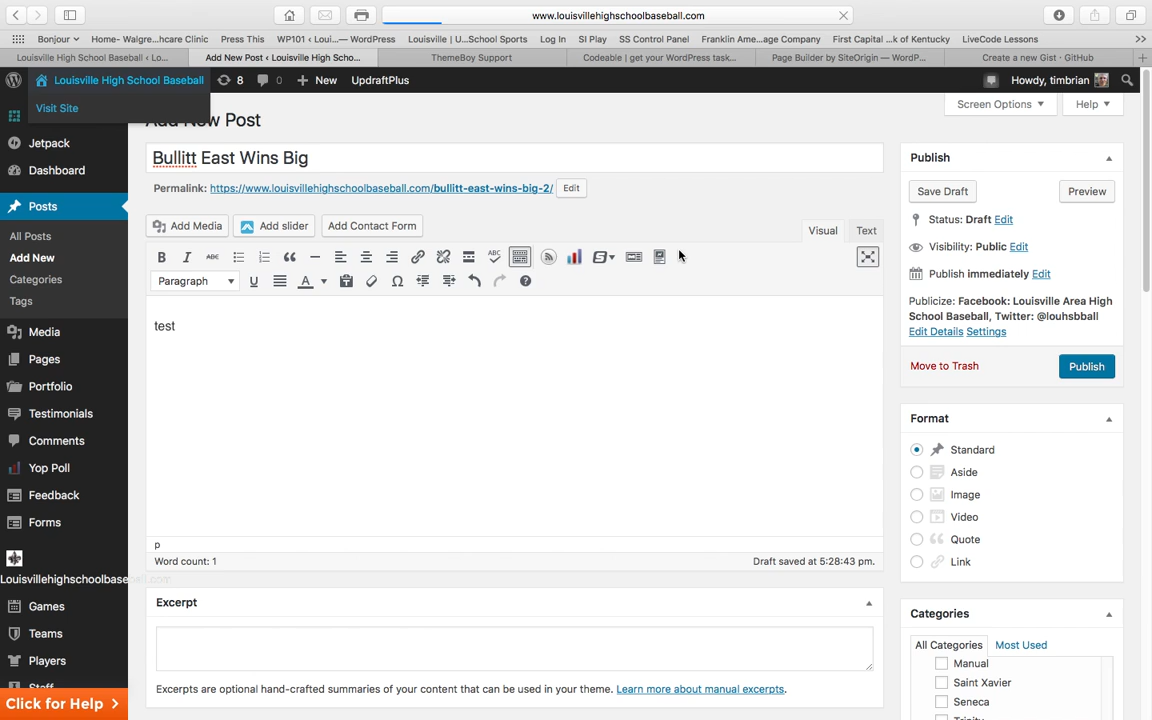 www.louisvillehighschoolbaseball.com
Bonjour Home- Walgre...hcare Clinic Press This WP101 ‹ Loui...— WordPress Louisville | U...School Sports Log In SI Play SS Control Panel Franklin Ame...age Company First Capital ...k of Kentucky LiveCode Lessons >>
Louisville High School Baseball ‹ Lo... Add New Post ‹ Louisville High Scho... ThemeBoy Support Codeable | get your WordPress task... Page Builder by SiteOrigin — WordP... Create a new Gist · GitHub
Louisville High School Baseball 8 0 New UpdraftPlus Howdy, timbrian
Visit Site
Add New Post
Screen Options Help
Jetpack
Dashboard
Posts
All Posts
Add New
Categories
Tags
Media
Pages
Portfolio
Testimonials
Comments
Yop Poll
Feedback
Forms
Louisvillehighschoolbaseball.com
Games
Teams
Players
Staff
Click for Help >
Bullitt East Wins Big
Permalink: https://www.louisvillehighschoolbaseball.com/bullitt-east-wins-big-2/ Edit
Add Media Add slider Add Contact Form
Visual Text
B I ABC ABC
Paragraph U A Ω
test
p
Word count: 1 Draft saved at 5:28:43 pm.
Excerpt
Excerpts are optional hand-crafted summaries of your content that can be used in your theme. Learn more about manual excerpts.
Publish
Save Draft Preview
Status: Draft Edit
Visibility: Public Edit
Publish immediately Edit
Publicize: Facebook: Louisville Area High
School Baseball, Twitter: @louhsbball
Edit Details Settings
Move to Trash Publish
Format
Standard
Aside
Image
Video
Quote
Link
Categories
All Categories Most Used
Manual
Saint Xavier
Seneca
Trinity